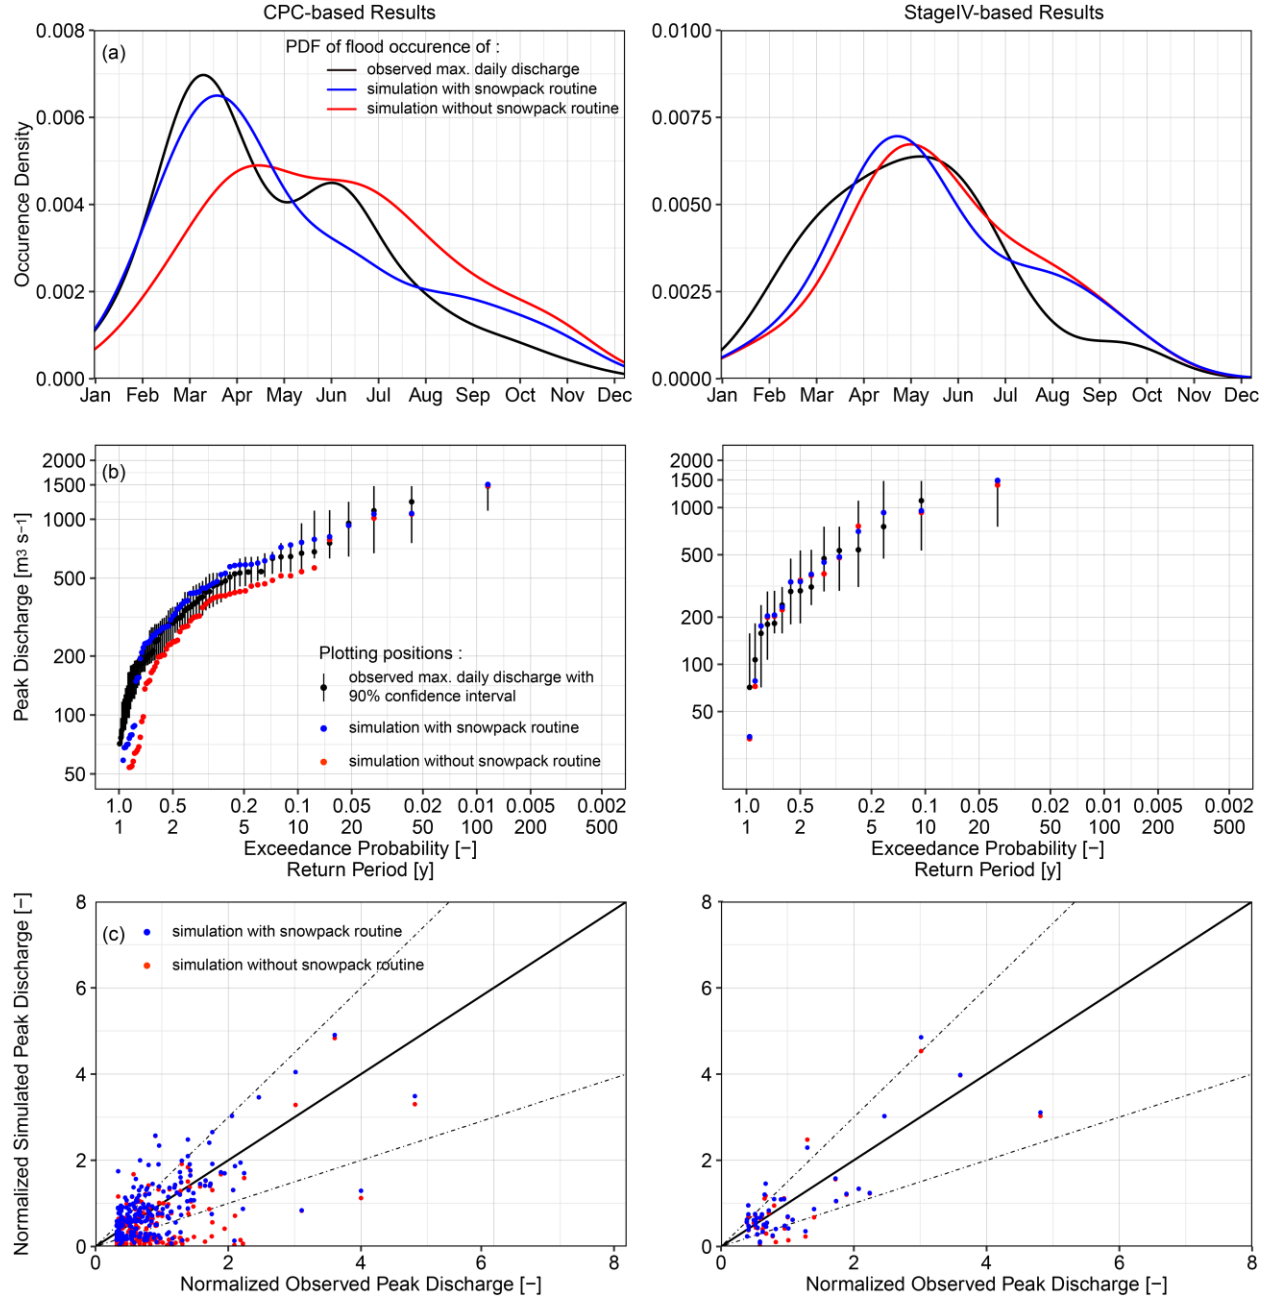 CPC-based Results
StageIV-based Results
(a)
PDF of flood occurence of :
observed max. daily discharge
simulation with snowpack routine
simulation without snowpack routine
Occurence Density
0.008
0.006
0.004
0.002
0.000
Jan Feb Mar Apr May Jun Jul Aug Sep Oct Nov Dec
0.0100
0.0075
0.0050
0.0025
0.0000
Jan Feb Mar Apr May Jun Jul Aug Sep Oct Nov Dec
(b)
Peak Discharge [m³ s⁻¹]
2000
1500
1000
500
200
100
50
Plotting positions :
observed max. daily discharge with
90% confidence interval
simulation with snowpack routine
simulation without snowpack routine
1.0 0.5 0.2 0.1 0.05 0.02 0.01 0.005 0.002
1 2 5 10 20 50 100 200 500
Exceedance Probability [−]
Return Period [y]
2000
1500
500
200
100
50
1.0 0.5 0.2 0.1 0.05 0.02 0.01 0.005 0.002
1 2 5 10 20 50 100 200 500
Exceedance Probability [−]
Return Period [y]
(c)
simulation with snowpack routine
simulation without snowpack routine
Normalized Simulated Peak Discharge [−]
8
6
4
2
0
0 2 4 6 8
Normalized Observed Peak Discharge [−]
8
6
4
2
0
0 2 4 6 8
Normalized Observed Peak Discharge [−]